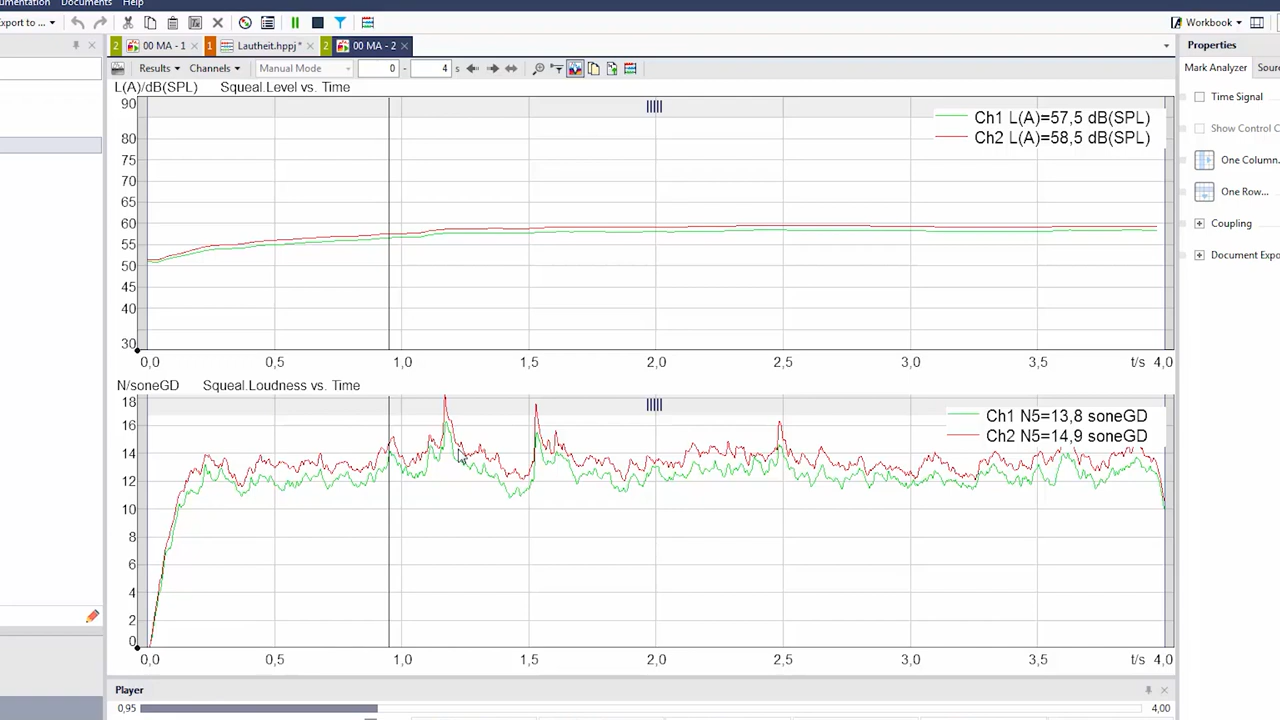 umentation Documents Help
Export to ... Workbook
Properties
2 00 MA - 1 × 1 Lautheit.hppj* × 2 00 MA - 2 ×
Mark Analyzer Sour
Results Channels Manual Mode 0 - 4 s
L(A)/dB(SPL) Squeal.Level vs. Time
Time Signal
Ch1 L(A)=57,5 dB(SPL)
Ch2 L(A)=58,5 dB(SPL)
Show Control C
One Column.
One Row...
Coupling
Document Expo
90
80
75
70
65
60
55
50
45
40
35
30
0,0 0,5 1,0 1,5 2,0 2,5 3,0 3,5 t/s 4,0
N/soneGD Squeal.Loudness vs. Time
Ch1 N5=13,8 soneGD
Ch2 N5=14,9 soneGD
18
16
14
12
10
8
6
4
2
0
0,0 0,5 1,0 1,5 2,0 2,5 3,0 3,5 t/s 4,0
Player
0,95 4,00